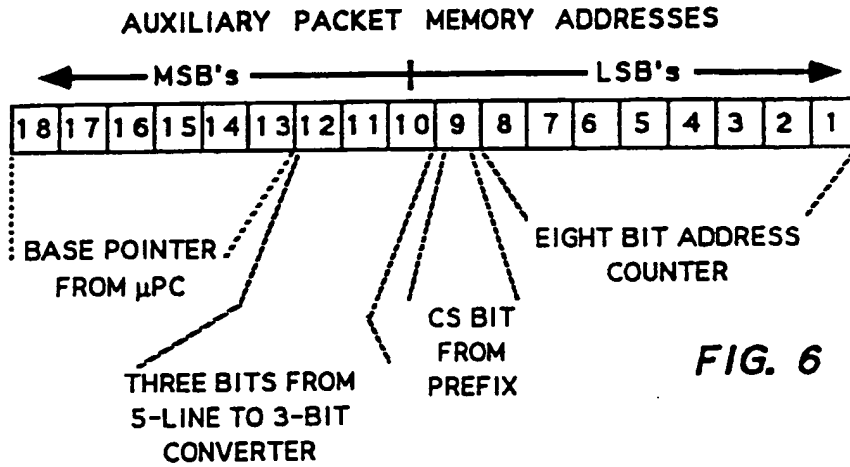 AUXILIARY PACKET MEMORY ADDRESSES
MSB's LSB's
18 17 16 15 14 13 12 11 10 9 8 7 6 5 4 3 2 1
BASE POINTER
FROM µPC
EIGHT BIT ADDRESS
COUNTER
CS BIT
FROM
PREFIX
THREE BITS FROM
5-LINE TO 3-BIT
CONVERTER
FIG. 6